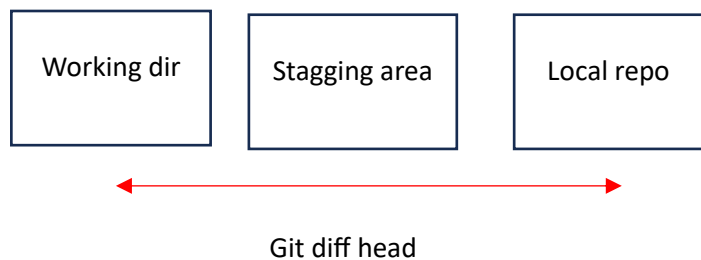 Working dir
Stagging area
Local repo
Git diff head